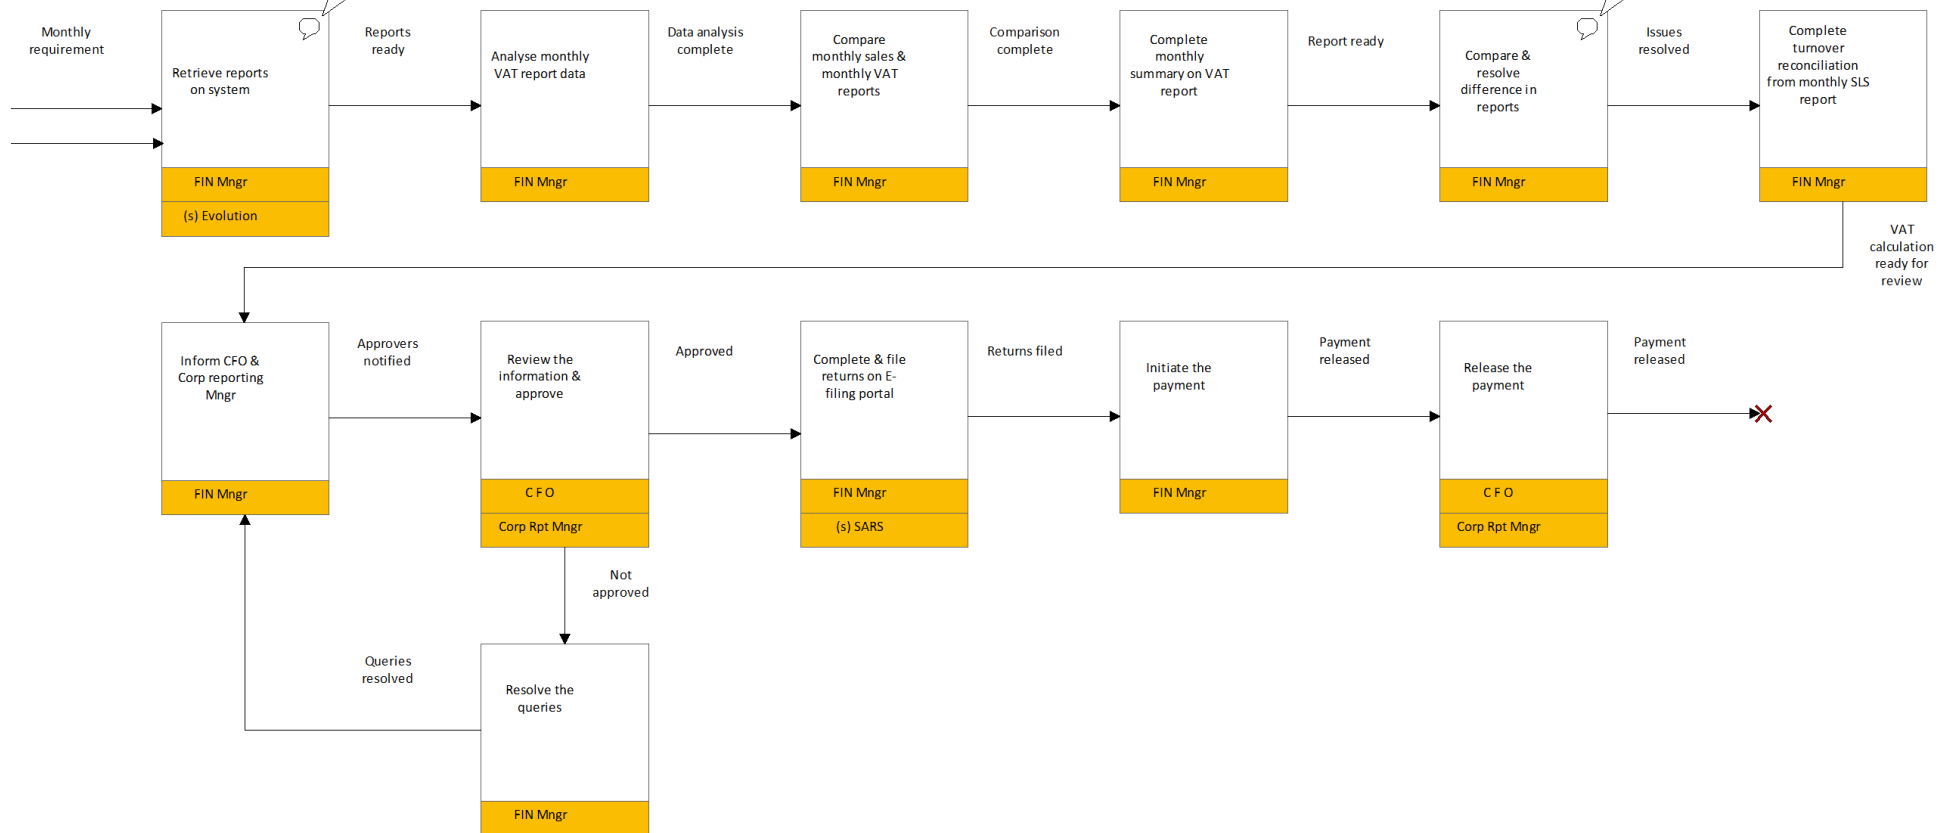 Monthly
requirement
Retrieve reports
on system
FIN Mngr
(s) Evolution
Reports
ready
Analyse monthly
VAT report data
FIN Mngr
Data analysis
complete
Compare
monthly sales &
monthly VAT
reports
FIN Mngr
Comparison
complete
Complete
monthly
summary on VAT
report
FIN Mngr
Report ready
Compare &
resolve
difference in
reports
FIN Mngr
Issues
resolved
Complete
turnover
reconciliation
from monthly SLS
report
FIN Mngr
VAT
calculation
ready for
review
Inform CFO &
Corp reporting
Mngr
FIN Mngr
Approvers
notified
Review the
information &
approve
C F O
Corp Rpt Mngr
Approved
Complete & file
returns on E-
filing portal
FIN Mngr
(s) SARS
Returns filed
Initiate the
payment
FIN Mngr
Payment
released
Release the
payment
C F O
Corp Rpt Mngr
Payment
released
Not
approved
Resolve the
queries
FIN Mngr
Queries
resolved